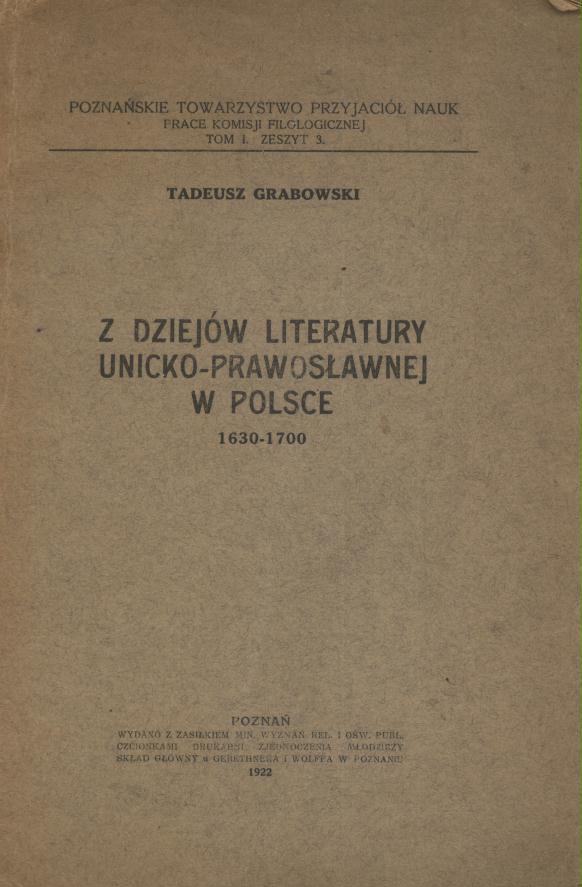 POZNAŃSKIE TOWARZYSTWO PRZYJACIÓŁ NAUK
PRACE KOMISJI FILOLOGICZNEJ
TOM I. ZESZYT 3.
TADEUSZ GRABOWSKI
Z DZIEJÓW LITERATURY
UNICKO-PRAWOSŁAWNEJ
W POLSCE
1630-1700
POZNAŃ
WYDANO Z ZASIŁKIEM MIN. WYZNAŃ REL. I OŚW. PUBL.
CZCIONKAMI DRUKARNI ZJEDNOCZENIA MŁODZIEŻY
SKŁAD GŁÓWNY u GEBETHNERA I WOLFFA W POZNANIU
1922